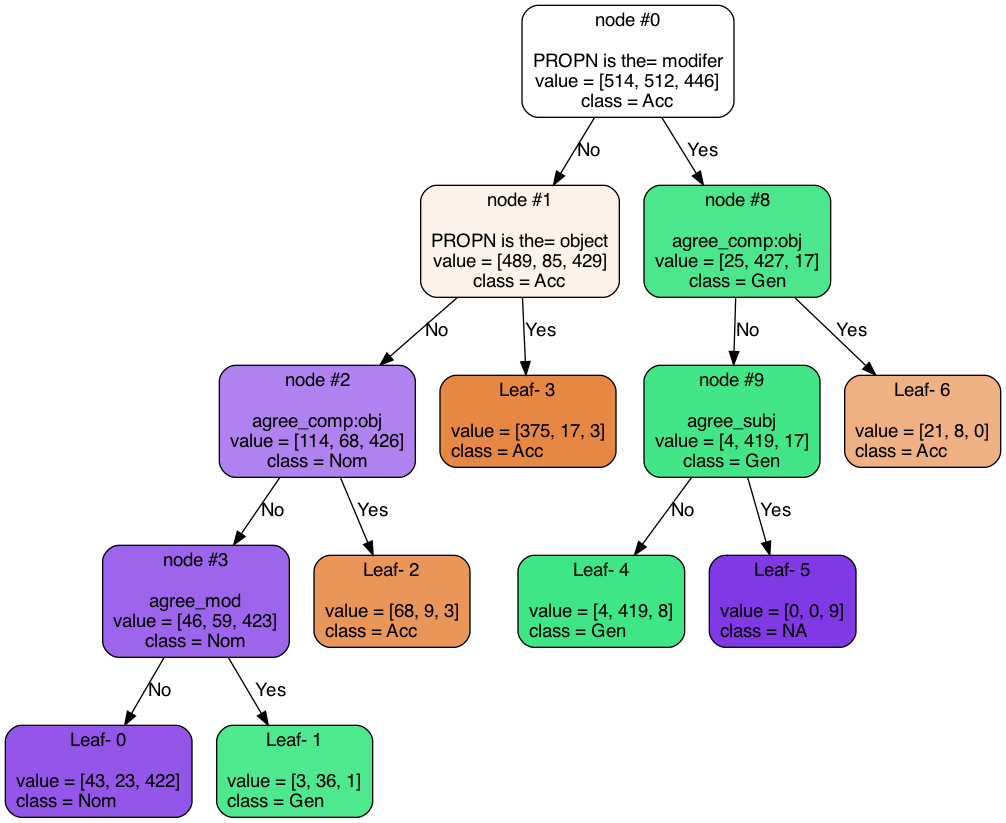 node #0
PROPN is the= modifer
value = [514, 512, 446]
class = Acc
No
Yes
node #1
PROPN is the= object
value = [489, 85, 429]
class = Acc
node #8
agree_comp:obj
value = [25, 427, 17]
class = Gen
No
Yes
No
Yes
node #2
agree_comp:obj
value = [114, 68, 426]
class = Nom
Leaf- 3
value = [375, 17, 3]
class = Acc
node #9
agree_subj
value = [4, 419, 17]
class = Gen
Leaf- 6
value = [21, 8, 0]
class = Acc
No
Yes
No
Yes
node #3
agree_mod
value = [46, 59, 423]
class = Nom
Leaf- 2
value = [68, 9, 3]
class = Acc
Leaf- 4
value = [4, 419, 8]
class = Gen
Leaf- 5
value = [0, 0, 9]
class = NA
No
Yes
Leaf- 0
value = [43, 23, 422]
class = Nom
Leaf- 1
value = [3, 36, 1]
class = Gen